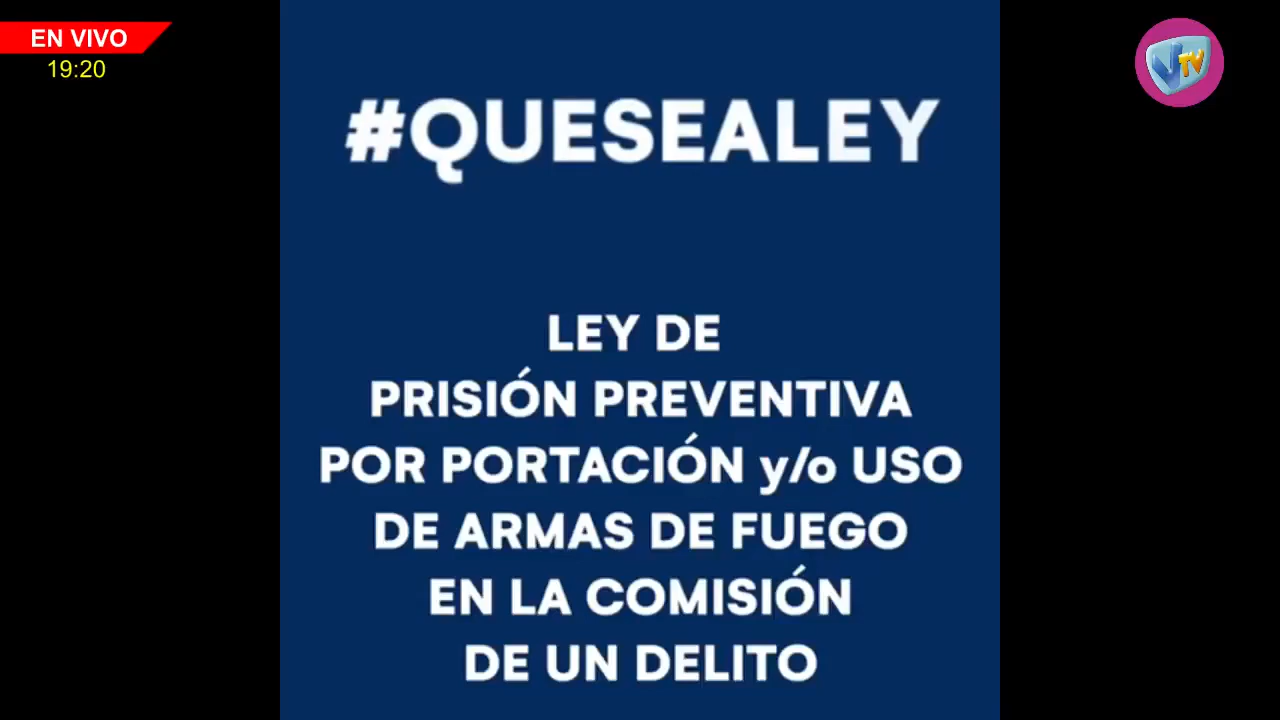 EN VIVO
19:20
VTV
#QUESEALEY
LEY DE
PRISIÓN PREVENTIVA
POR PORTACIÓN y/o USO
DE ARMAS DE FUEGO
EN LA COMISIÓN
DE UN DELITO